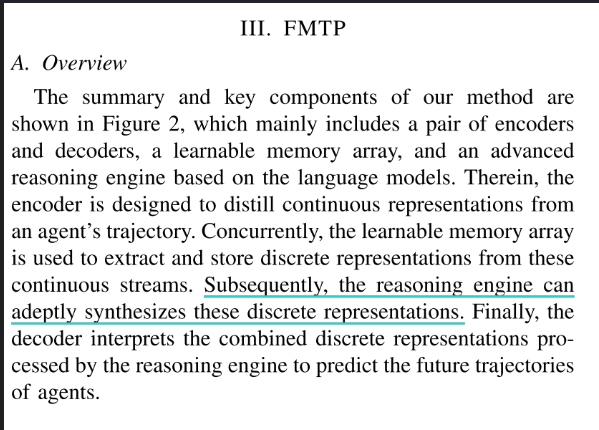 III. FMTP
A. Overview
The summary and key components of our method are
shown in Figure 2, which mainly includes a pair of encoders
and decoders, a learnable memory array, and an advanced
reasoning engine based on the language models. Therein, the
encoder is designed to distill continuous representations from
an agent's trajectory. Concurrently, the learnable memory array
is used to extract and store discrete representations from these
continuous streams. Subsequently, the reasoning engine can
adeptly synthesizes these discrete representations. Finally, the
decoder interprets the combined discrete representations pro-
cessed by the reasoning engine to predict the future trajectories
of agents.